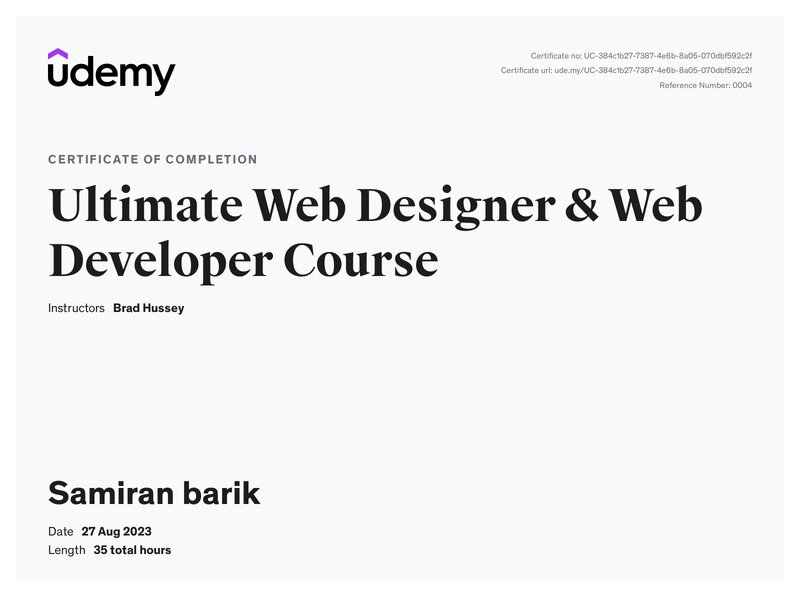 udemy
Certificate no: UC-384c1b27-7387-4e6b-8a05-070dbf592c2f
Certificate url: ude.my/UC-384c1b27-7387-4e6b-8a05-070dbf592c2f
Reference Number: 0004
CERTIFICATE OF COMPLETION
Ultimate Web Designer & Web
Developer Course
Instructors Brad Hussey
Samiran barik
Date 27 Aug 2023
Length 35 total hours